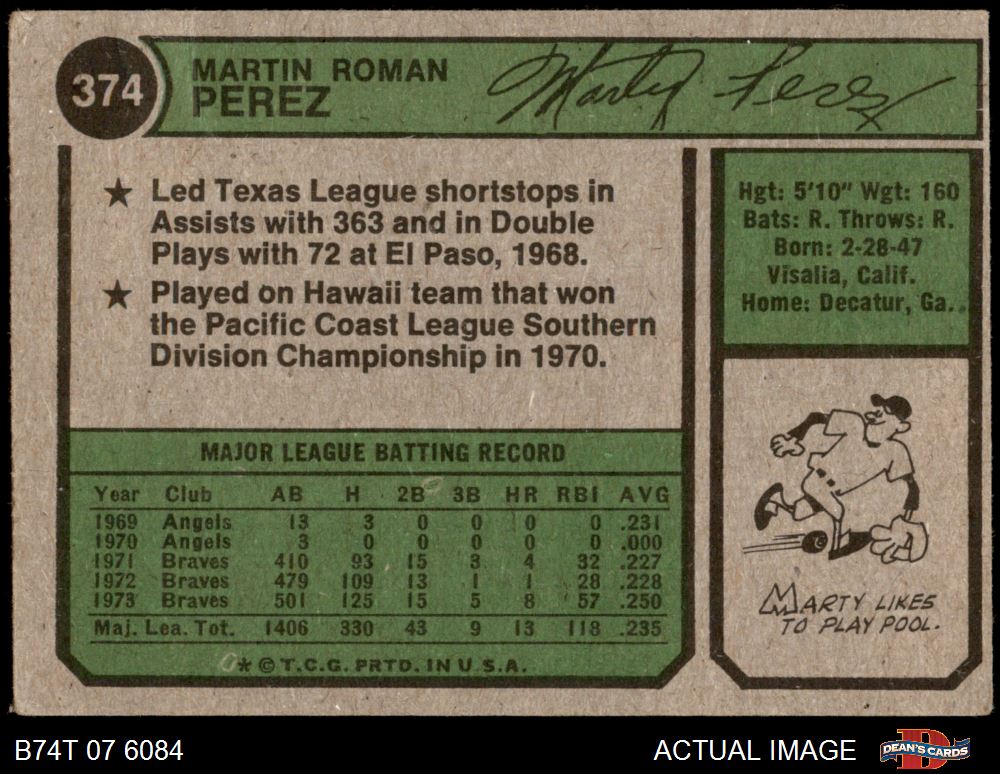 374
MARTIN ROMAN
PEREZ
Marty Perez
★ Led Texas League shortstops in
Assists with 363 and in Double
Plays with 72 at El Paso, 1968.
★ Played on Hawaii team that won
the Pacific Coast League Southern
Division Championship in 1970.
Hgt: 5'10" Wgt: 160
Bats: R. Throws: R.
Born: 2-28-47
Visalia, Calif.
Home: Decatur, Ga.
MAJOR LEAGUE BATTING RECORD
Year Club AB H 2B 3B HR RBI AVG
1969 Angels 13 3 0 0 0 0 .231
1970 Angels 3 0 0 0 0 0 .000
1971 Braves 410 93 15 3 4 32 .227
1972 Braves 479 109 13 1 1 28 .228
1973 Braves 501 125 15 5 8 57 .250
Maj. Lea. Tot. 1406 330 43 9 13 118 .235
* © T.C.G. PRTD. IN U.S.A.
MARTY LIKES
TO PLAY POOL.
B74T 07 6084
ACTUAL IMAGE
DEAN'S CARDS